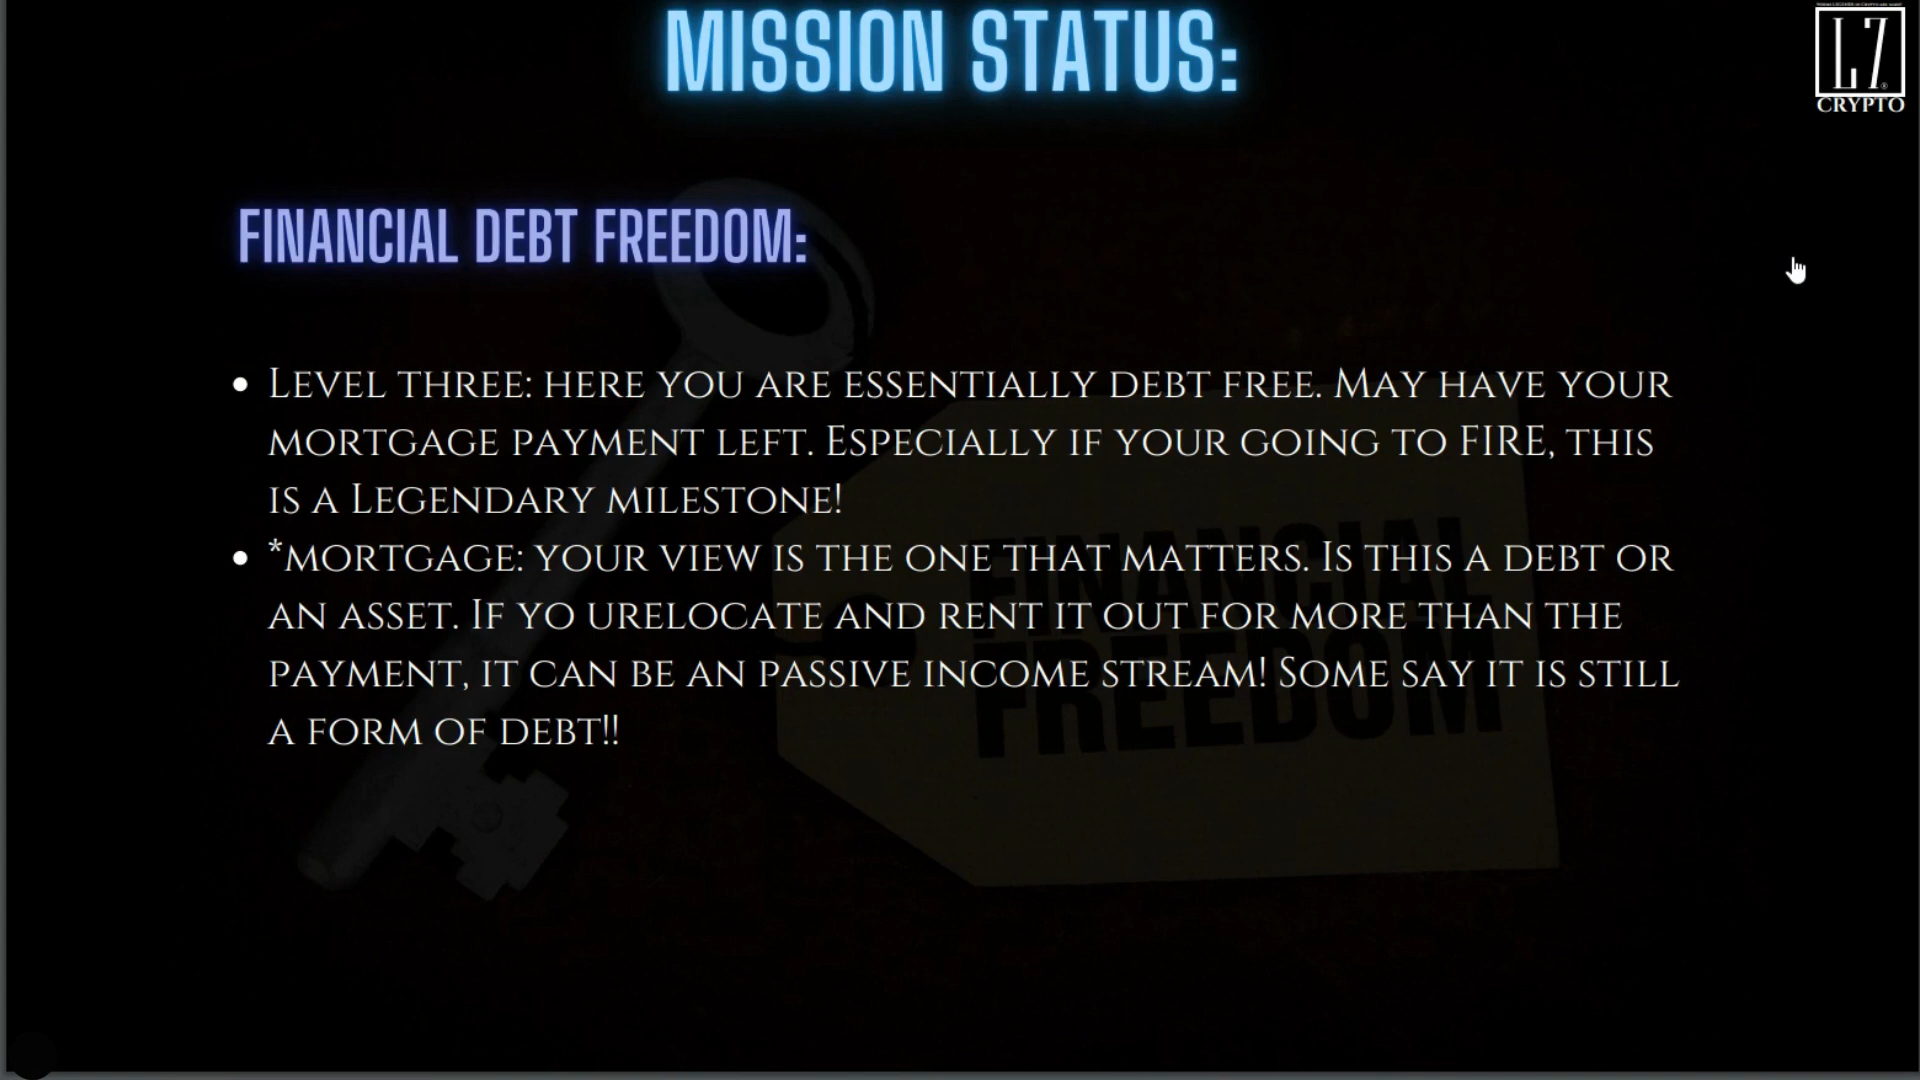 MISSION STATUS:
L7®
CRYPTO
FINANCIAL DEBT FREEDOM:
• Level three: here you are essentially debt free. May have your
mortgage payment left. Especially if your going to FIRE, this
is a Legendary milestone!
• *mortgage: your view is the one that matters. Is this a debt or
an asset. If yo urelocate and rent it out for more than the
payment, it can be an passive income stream! Some say it is still
a form of debt!!
FINANCIAL
FREEDOM